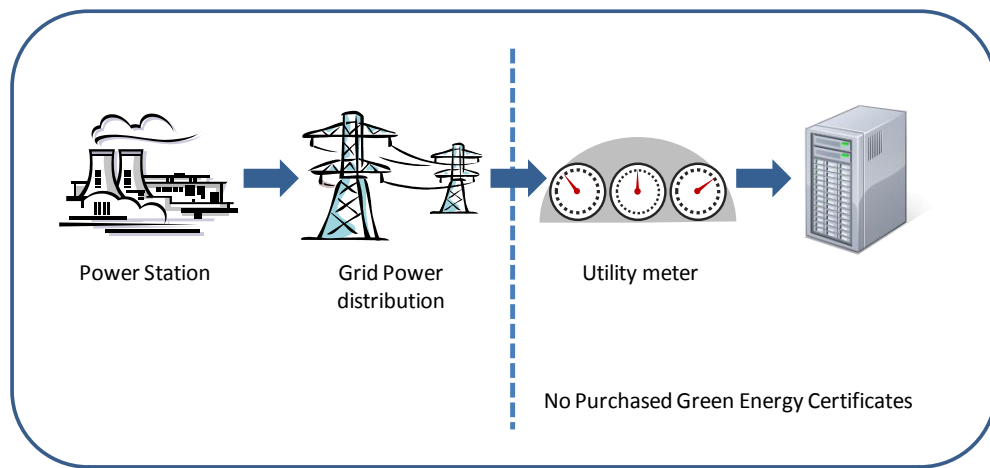 Power Station
Grid Power
distribution
Utility meter
No Purchased Green Energy Certificates